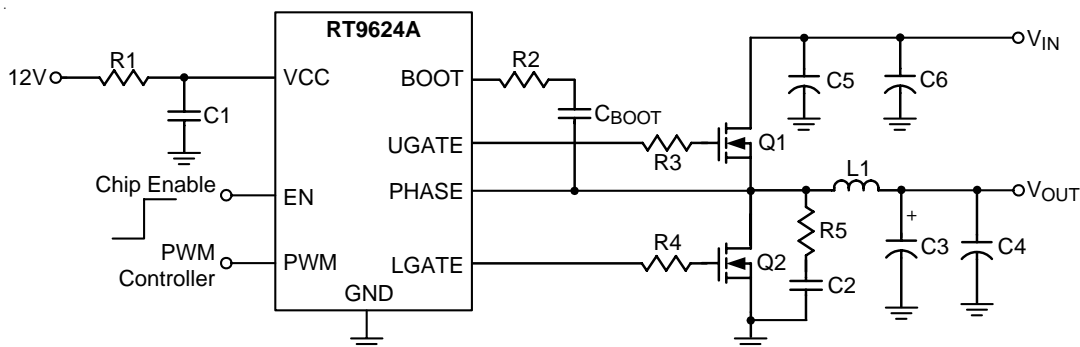 RT9624A
12V
R1
C1
VCC
BOOT
R2
CBOOT
UGATE
R3
Q1
C5
C6
VIN
Chip Enable
EN
PHASE
L1
VOUT
PWM
Controller
PWM
LGATE
R4
Q2
R5
C2
+
C3
C4
GND